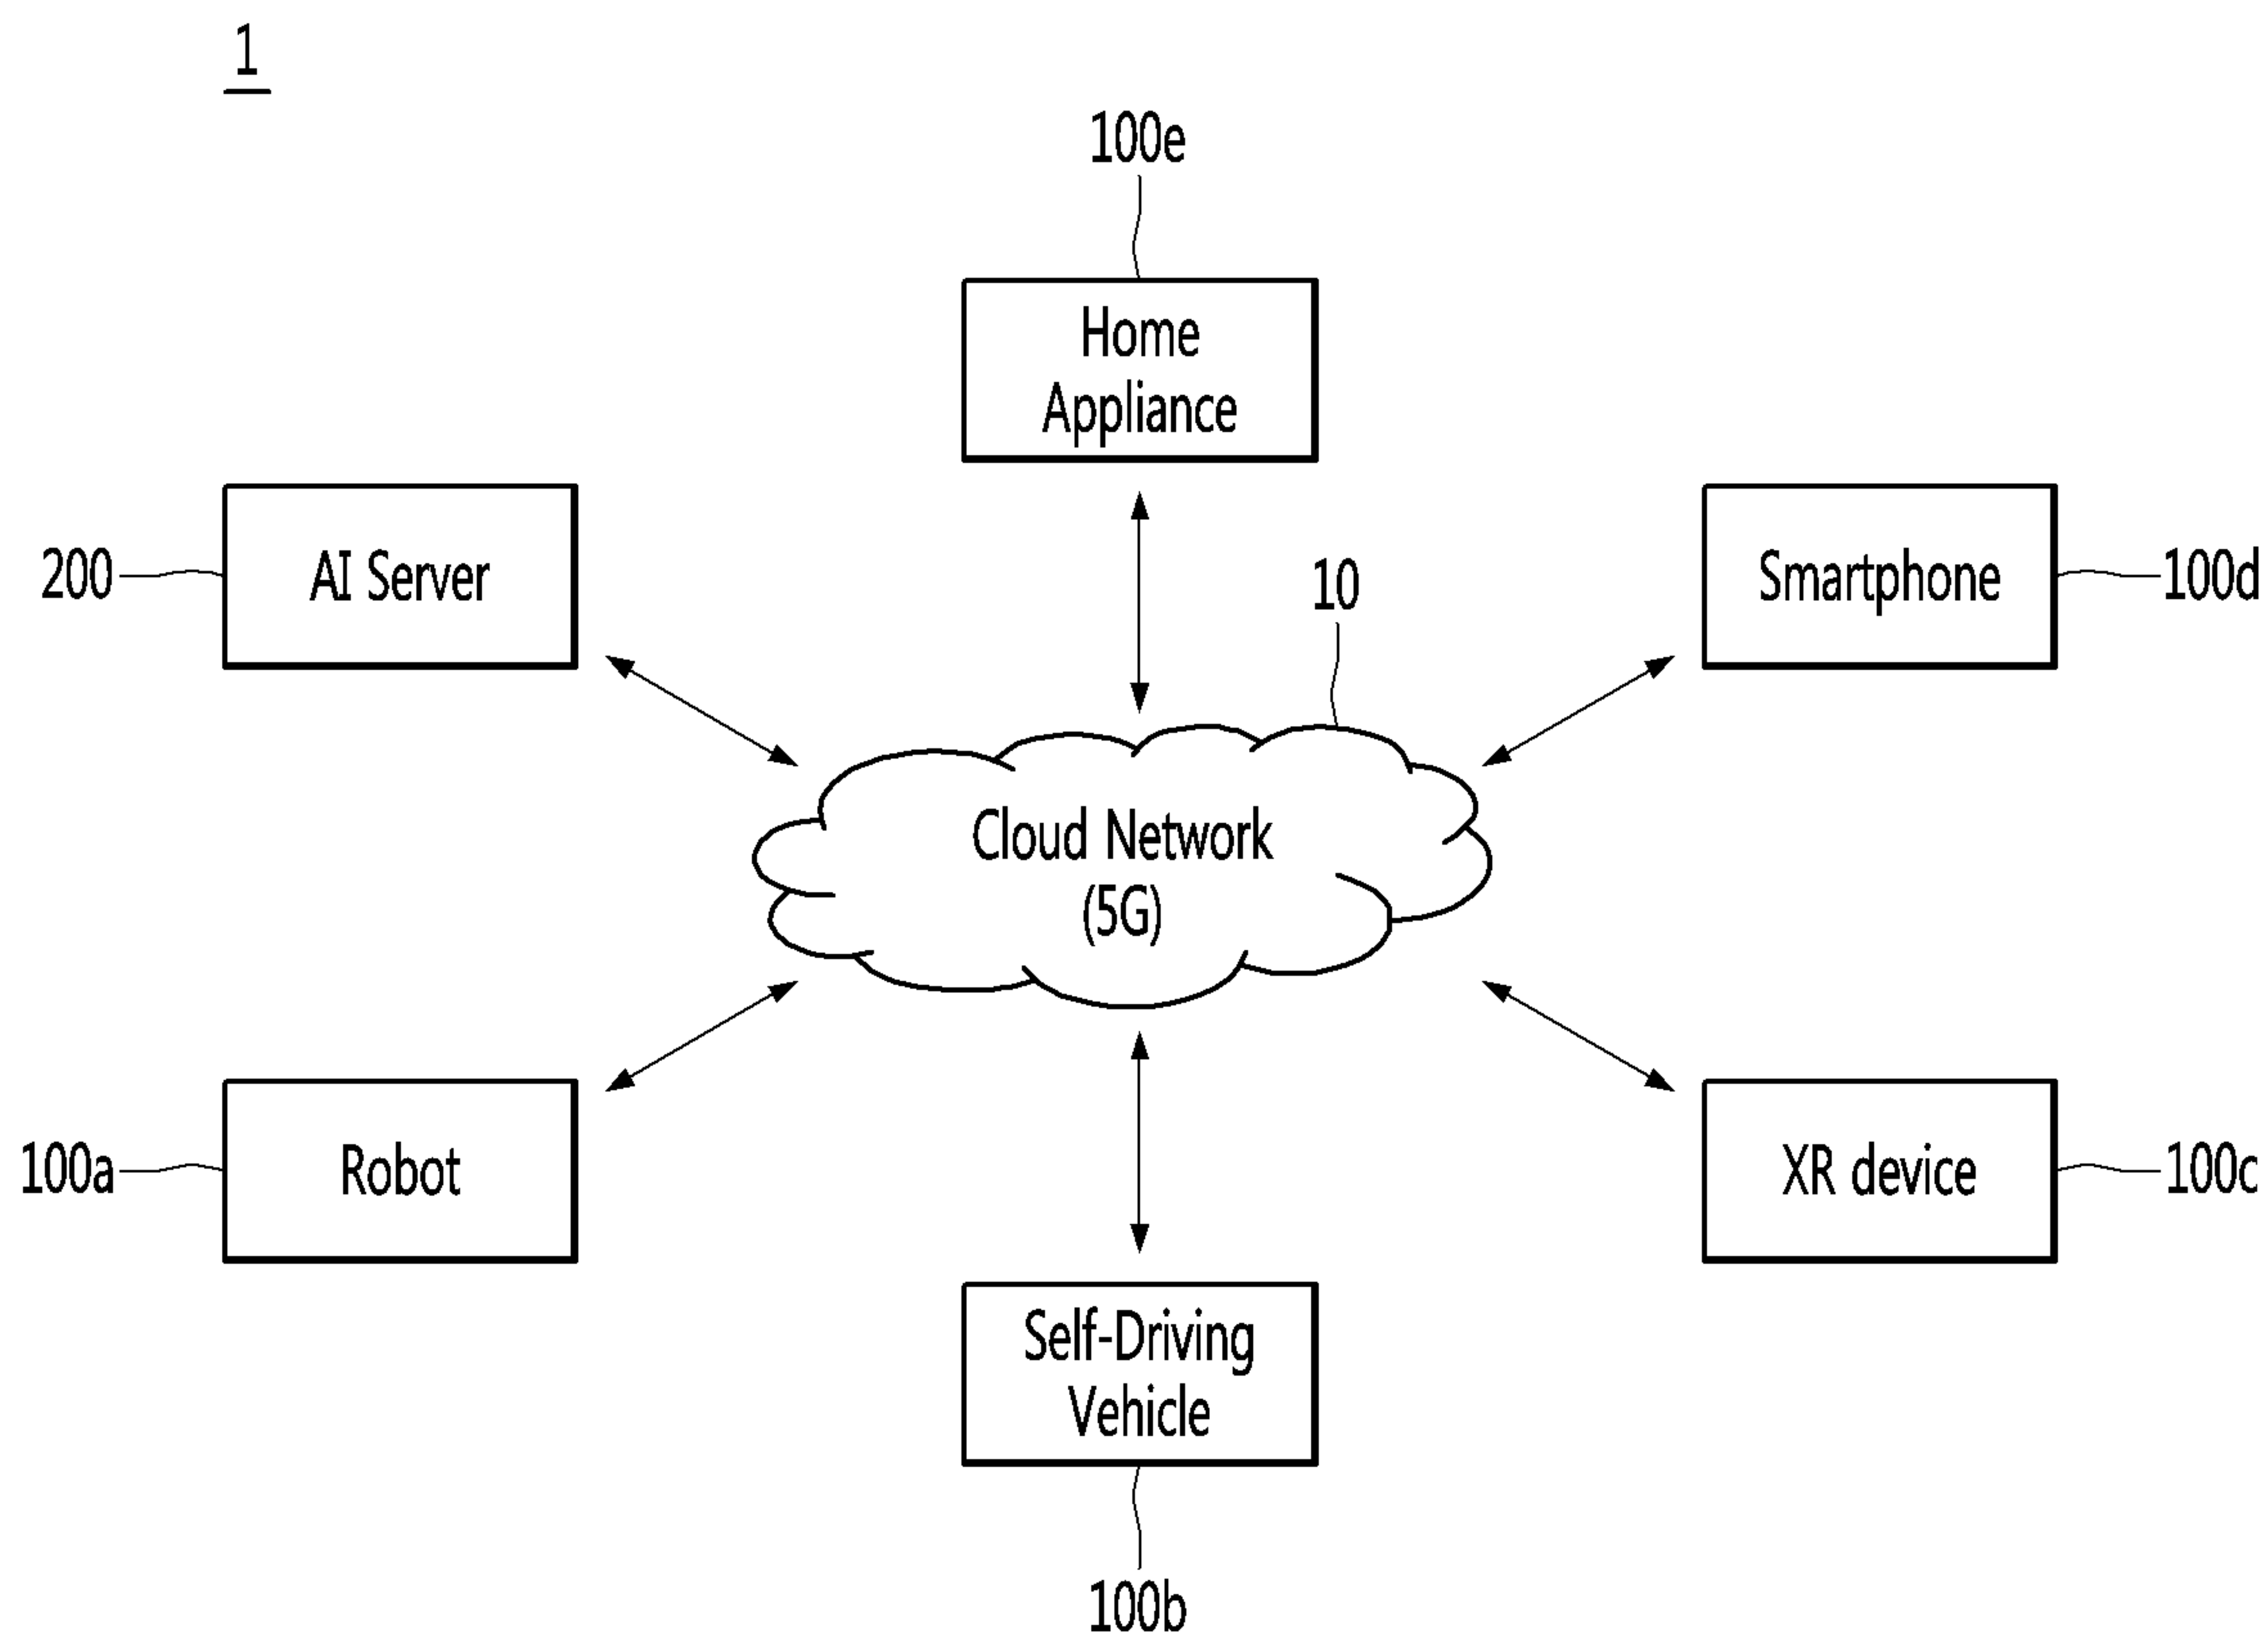 1
100e
Home
Appliance
200
AI Server
10
Smartphone
100d
Cloud Network
(5G)
100a
Robot
XR device
100c
Self-Driving
Vehicle
100b